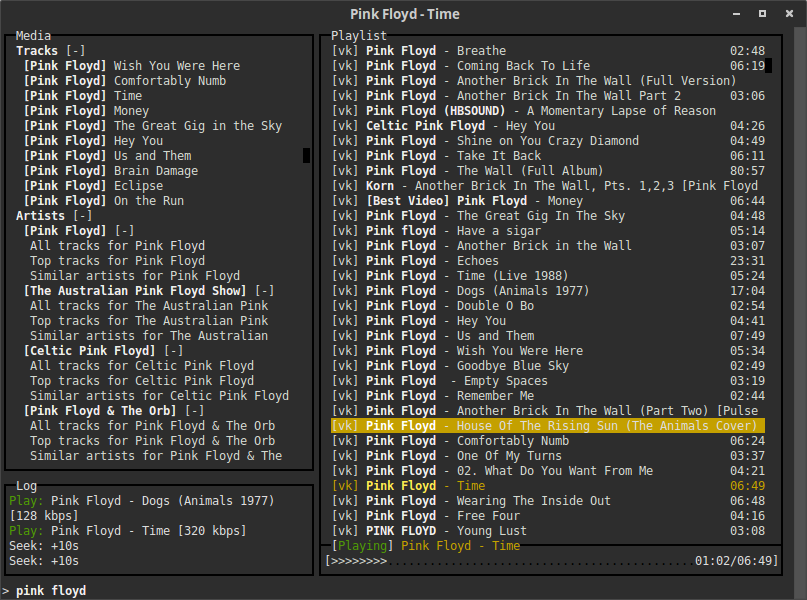 Pink Floyd - Time
Media
Tracks [-]
[Pink Floyd] Wish You Were Here
[Pink Floyd] Comfortably Numb
[Pink Floyd] Time
[Pink Floyd] Money
[Pink Floyd] The Great Gig in the Sky
[Pink Floyd] Hey You
[Pink Floyd] Us and Them
[Pink Floyd] Brain Damage
[Pink Floyd] Eclipse
[Pink Floyd] On the Run
Artists [-]
[Pink Floyd] [-]
All tracks for Pink Floyd
Top tracks for Pink Floyd
Similar artists for Pink Floyd
[The Australian Pink Floyd Show] [-]
All tracks for The Australian Pink
Top tracks for The Australian Pink
Similar artists for The Australian
[Celtic Pink Floyd] [-]
All tracks for Celtic Pink Floyd
Top tracks for Celtic Pink Floyd
Similar artists for Celtic Pink Floyd
[Pink Floyd & The Orb] [-]
All tracks for Pink Floyd & The Orb
Top tracks for Pink Floyd & The Orb
Similar artists for Pink Floyd & The
Log
Play: Pink Floyd - Dogs (Animals 1977)
[128 kbps]
Play: Pink Floyd - Time [320 kbps]
Seek: +10s
Seek: +10s
Playlist
[vk] Pink Floyd - Breathe 02:48
[vk] Pink Floyd - Coming Back To Life 06:19
[vk] Pink Floyd - Another Brick In The Wall (Full Version)
[vk] Pink Floyd - Another Brick In The Wall Part 2 03:06
[vk] Pink Floyd (HBSOUND) - A Momentary Lapse of Reason
[vk] Celtic Pink Floyd - Hey You 04:26
[vk] Pink Floyd - Shine on You Crazy Diamond 04:49
[vk] Pink Floyd - Take It Back 06:11
[vk] Pink Floyd - The Wall (Full Album) 80:57
[vk] Korn - Another Brick In The Wall, Pts. 1,2,3 [Pink Floyd
[vk] [Best Video] Pink Floyd - Money 06:44
[vk] Pink Floyd - The Great Gig In The Sky 04:48
[vk] Pink floyd - Have a sigar 05:14
[vk] Pink Floyd - Another Brick in the Wall 03:07
[vk] Pink Floyd - Echoes 23:31
[vk] Pink Floyd - Time (Live 1988) 05:24
[vk] Pink Floyd - Dogs (Animals 1977) 17:04
[vk] Pink Floyd - Double O Bo 02:54
[vk] Pink Floyd - Hey You 04:41
[vk] Pink Floyd - Us and Them 07:49
[vk] Pink Floyd - Wish You Were Here 05:34
[vk] Pink Floyd - Goodbye Blue Sky 02:49
[vk] Pink Floyd  - Empty Spaces 03:19
[vk] Pink Floyd - Remember Me 02:44
[vk] Pink Floyd - Another Brick In The Wall (Part Two) [Pulse
[vk] Pink Floyd - House Of The Rising Sun (The Animals Cover)
[vk] Pink Floyd - Comfortably Numb 06:24
[vk] Pink Floyd - One Of My Turns 03:37
[vk] Pink Floyd - 02. What Do You Want From Me 04:21
[vk] Pink Floyd - Time 06:49
[vk] Pink Floyd - Wearing The Inside Out 06:48
[vk] Pink Floyd - Free Four 04:16
[vk] PINK FLOYD - Young Lust 03:08
[Playing] Pink Floyd - Time
[>>>>>>>>..........................................01:02/06:49]
> pink floyd